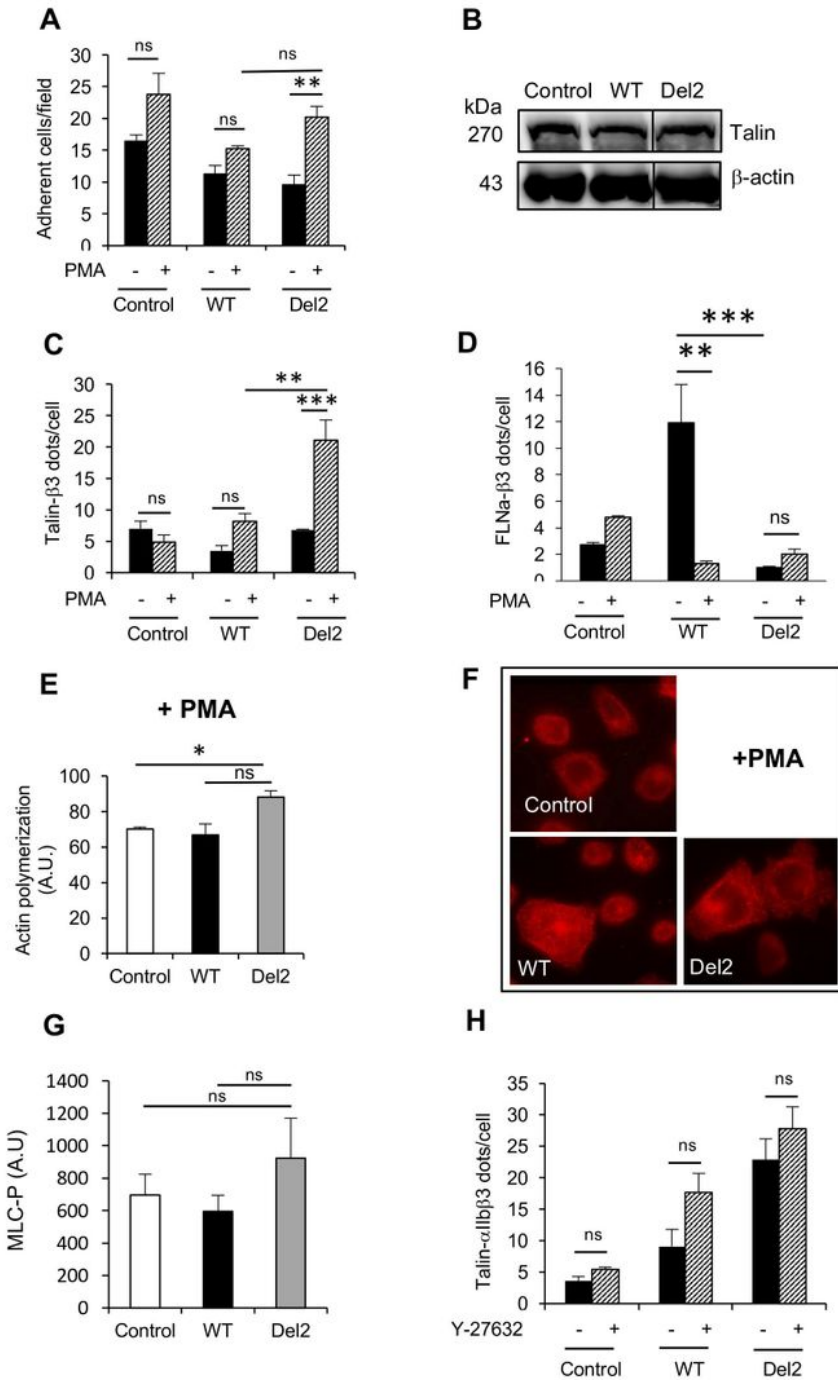 A
ns
ns
**
ns
30
25
20
15
10
5
0
Adherent cells/field
PMA
- + - + - +
Control WT Del2
B
Control WT Del2
kDa
270
Talin
43
β-actin
C
**
***
ns
ns
30
25
20
15
10
5
0
Talin-β3 dots/cell
PMA
- + - + - +
Control WT Del2
D
***
**
ns
16
14
12
10
8
6
4
2
0
FLNa-β3 dots/cell
PMA
- + - + - +
Control WT Del2
E
+ PMA
*
ns
100
80
60
40
20
0
Actin polymerization
(A.U.)
Control WT Del2
F
+PMA
Control
WT
Del2
G
ns
ns
1400
1200
1000
800
600
400
200
0
MLC-P (A.U)
Control WT Del2
H
ns
ns
ns
35
30
25
20
15
10
5
0
Talin-αIIbβ3 dots/cell
Y-27632
- + - + - +
Control WT Del2